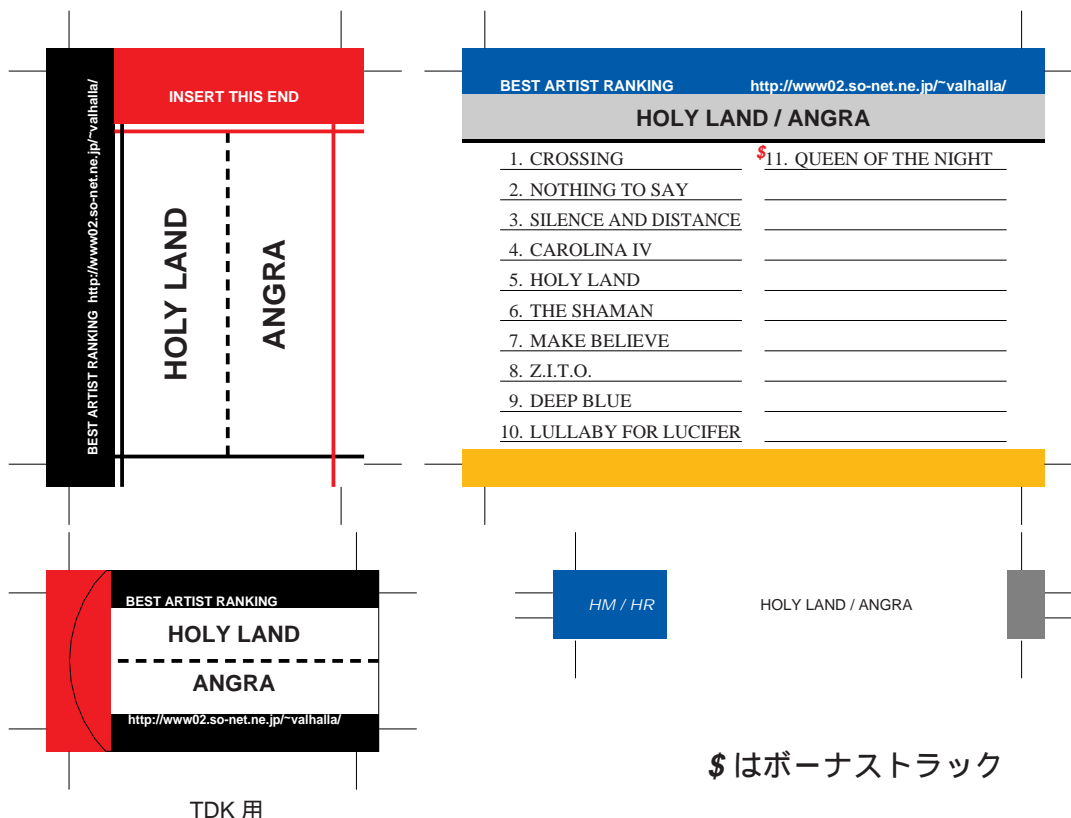 INSERT THIS END
BEST ARTIST RANKING http://www02.so-net.ne.jp/~valhalla/
HOLY LAND
ANGRA
BEST ARTIST RANKING http://www02.so-net.ne.jp/~valhalla/
HOLY LAND / ANGRA
1. CROSSING
2. NOTHING TO SAY
3. SILENCE AND DISTANCE
4. CAROLINA IV
5. HOLY LAND
6. THE SHAMAN
7. MAKE BELIEVE
8. Z.I.T.O.
9. DEEP BLUE
10. LULLABY FOR LUCIFER
$11. QUEEN OF THE NIGHT
BEST ARTIST RANKING
HOLY LAND
ANGRA
http://www02.so-net.ne.jp/~valhalla/
TDK 用
HM / HR
HOLY LAND / ANGRA
$ はボーナストラック